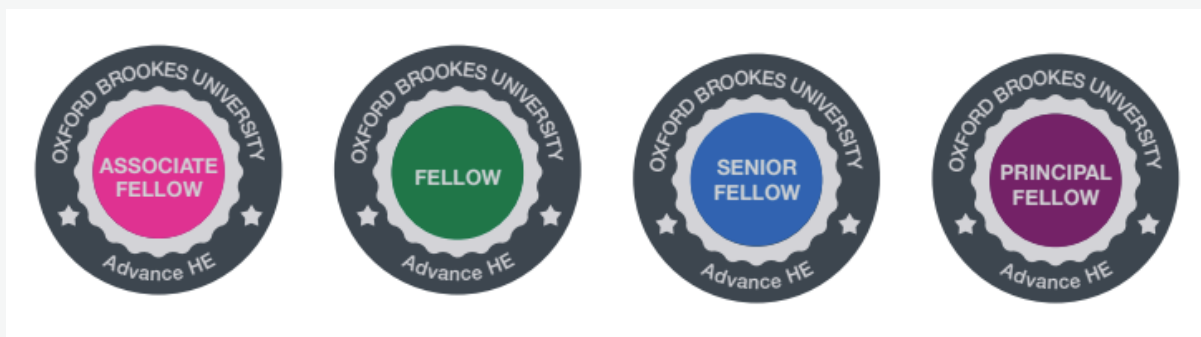 OXFORD BROOKES UNIVERSITY
ASSOCIATE
FELLOW
Advance HE
OXFORD BROOKES UNIVERSITY
FELLOW
Advance HE
OXFORD BROOKES UNIVERSITY
SENIOR
FELLOW
Advance HE
OXFORD BROOKES UNIVERSITY
PRINCIPAL
FELLOW
Advance HE